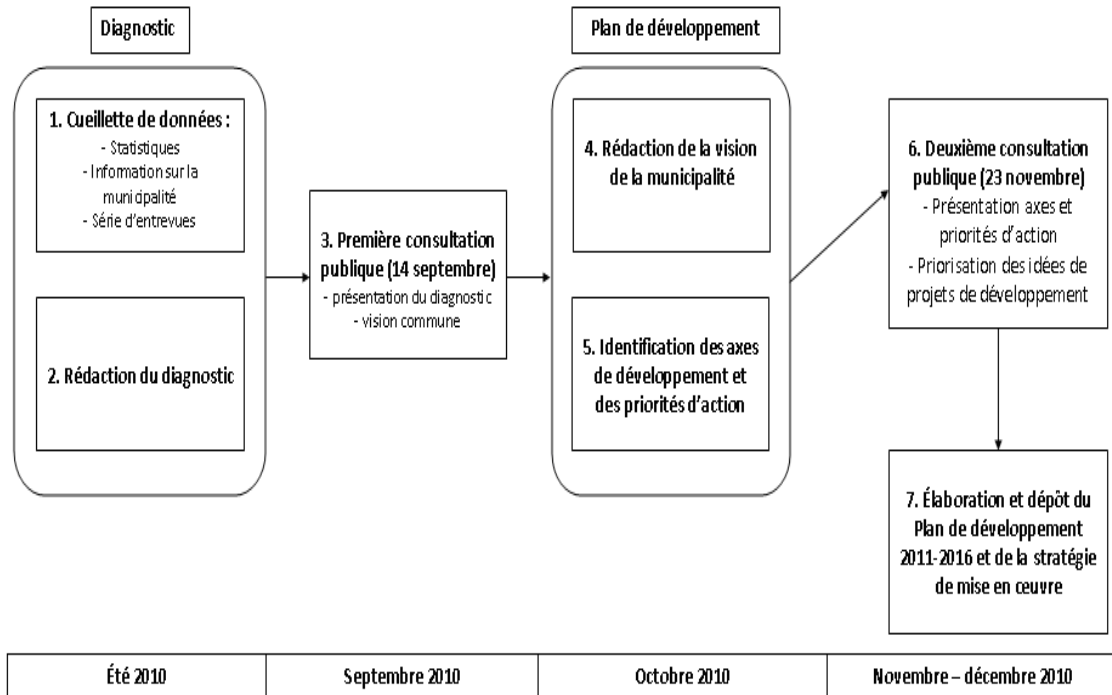 Diagnostic
Plan de développement
1. Cueillette de données :
- Statistiques
- Information sur la
municipalité
- Série d'entrevues
2. Rédaction du diagnostic
3. Première consultation
publique (14 septembre)
- présentation du diagnostic
- vision commune
4. Rédaction de la vision
de la municipalité
5. Identification des axes
de développement et
des priorités d'action
6. Deuxième consultation
publique (23 novembre)
- Présentation axes et
priorités d'action
- Priorisation des idées de
projets de développement
7. Élaboration et dépôt du
Plan de développement
2011-2016 et de la stratégie
de mise en œuvre
Été 2010
Septembre 2010
Octobre 2010
Novembre – décembre 2010